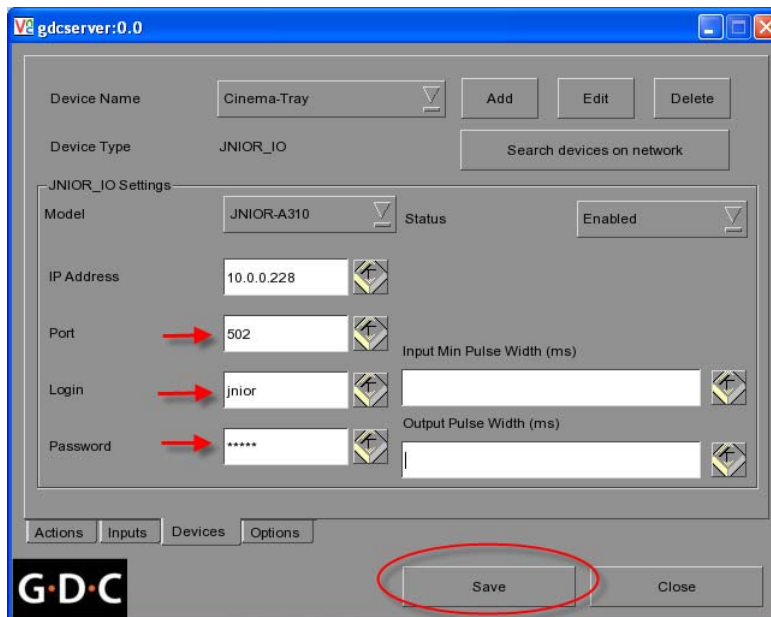 gdcserver:0.0
Device Name
Cinema-Tray
Add
Edit
Delete
Device Type
JNIOR_IO
Search devices on network
JNIOR_IO Settings
Model
JNIOR-A310
Status
Enabled
IP Address
10.0.0.228
Port
502
Input Min Pulse Width (ms)
Login
jnior
Output Pulse Width (ms)
Password
*****
Actions
Inputs
Devices
Options
G·D·C
Save
Close